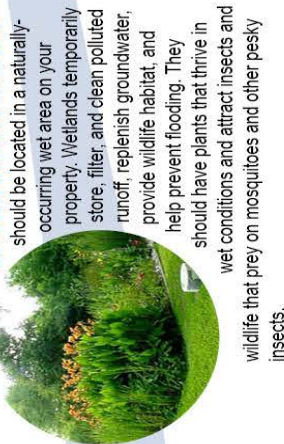 should be located in a naturally-
occurring wet area on your
property. Wetlands temporarily
store, filter, and clean polluted
runoff, replenish groundwater,
provide wildlife habitat, and
help prevent flooding. They
should have plants that thrive in
wet conditions and attract insects and
wildlife that prey on mosquitoes and other pesky
insects.